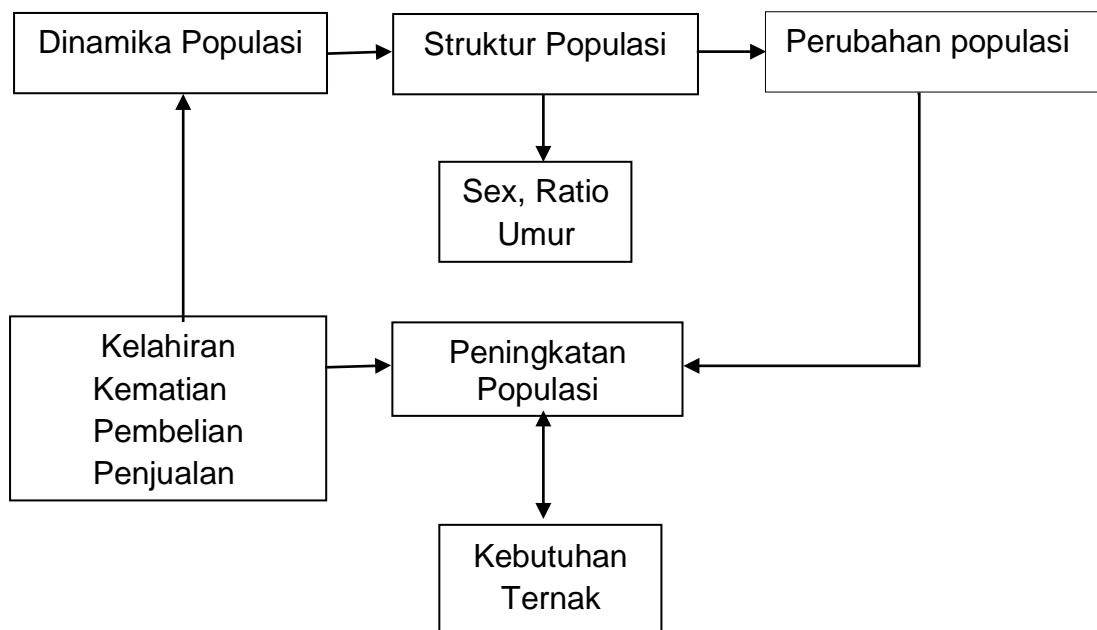 Dinamika Populasi
Struktur Populasi
Perubahan populasi
Sex, Ratio
Umur
Kelahiran
Kematian
Pembelian
Penjualan
Peningkatan
Populasi
Kebutuhan
Ternak